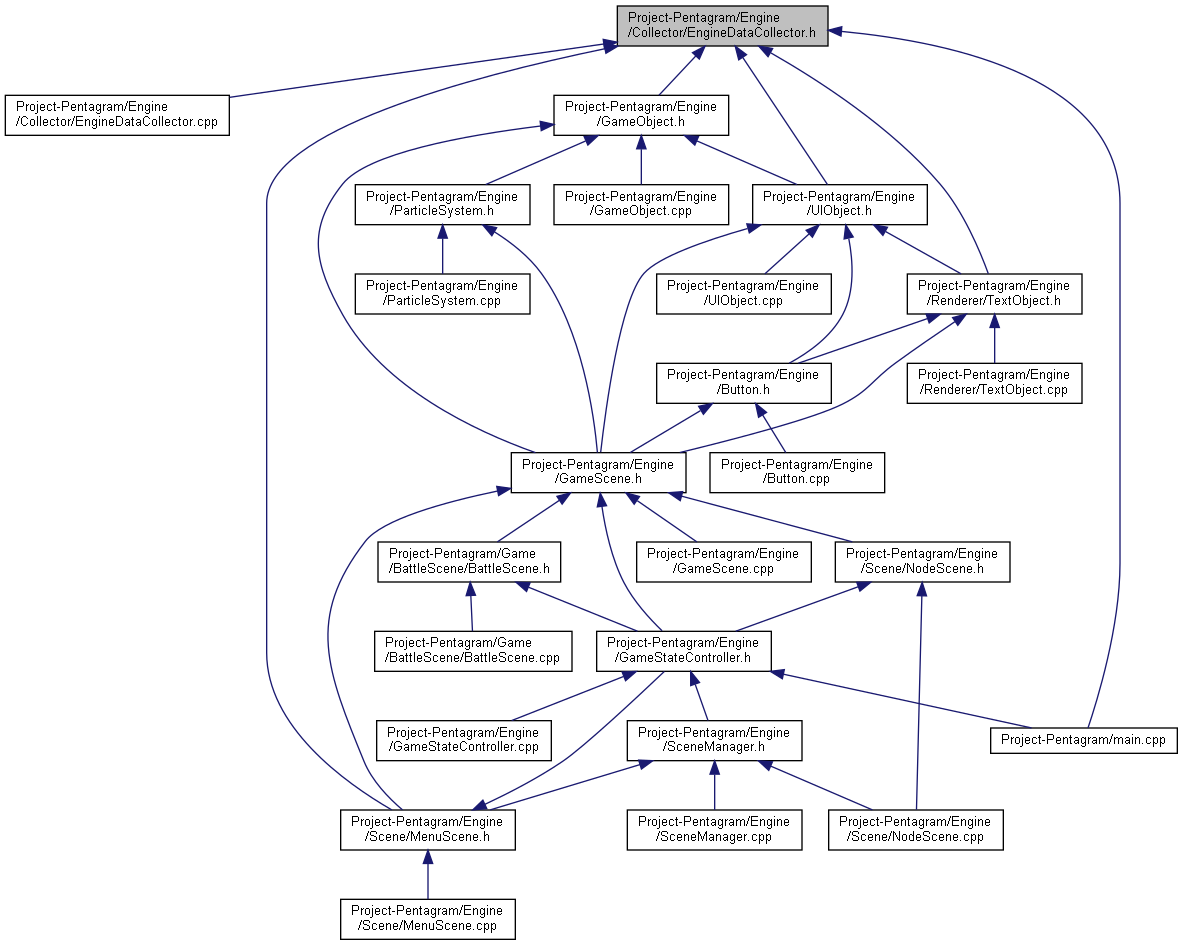 Project-Pentagram/Engine
/Collector/EngineDataCollector.h
Project-Pentagram/Engine
/Collector/EngineDataCollector.cpp
Project-Pentagram/Engine
/GameObject.h
Project-Pentagram/Engine
/ParticleSystem.h
Project-Pentagram/Engine
/GameObject.cpp
Project-Pentagram/Engine
/UIObject.h
Project-Pentagram/Engine
/ParticleSystem.cpp
Project-Pentagram/Engine
/UIObject.cpp
Project-Pentagram/Engine
/Renderer/TextObject.h
Project-Pentagram/Engine
/Button.h
Project-Pentagram/Engine
/Renderer/TextObject.cpp
Project-Pentagram/Engine
/GameScene.h
Project-Pentagram/Engine
/Button.cpp
Project-Pentagram/Game
/BattleScene/BattleScene.h
Project-Pentagram/Engine
/GameScene.cpp
Project-Pentagram/Engine
/Scene/NodeScene.h
Project-Pentagram/Game
/BattleScene/BattleScene.cpp
Project-Pentagram/Engine
/GameStateController.h
Project-Pentagram/Engine
/GameStateController.cpp
Project-Pentagram/Engine
/SceneManager.h
Project-Pentagram/main.cpp
Project-Pentagram/Engine
/Scene/MenuScene.h
Project-Pentagram/Engine
/SceneManager.cpp
Project-Pentagram/Engine
/Scene/NodeScene.cpp
Project-Pentagram/Engine
/Scene/MenuScene.cpp